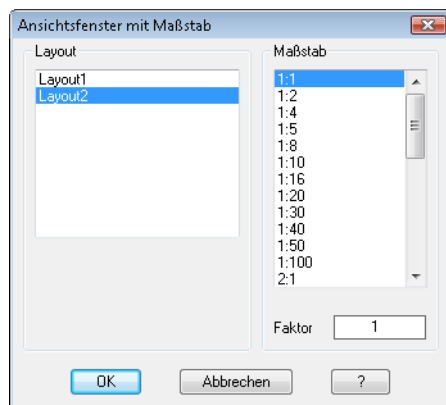 Ansichtsfenster mit Maßstab
Layout
Layout1
Layout2
Maßstab
1:1
1:2
1:4
1:5
1:8
1:10
1:16
1:20
1:30
1:40
1:50
1:100
2:1
Faktor 1
OK Abbrechen ?